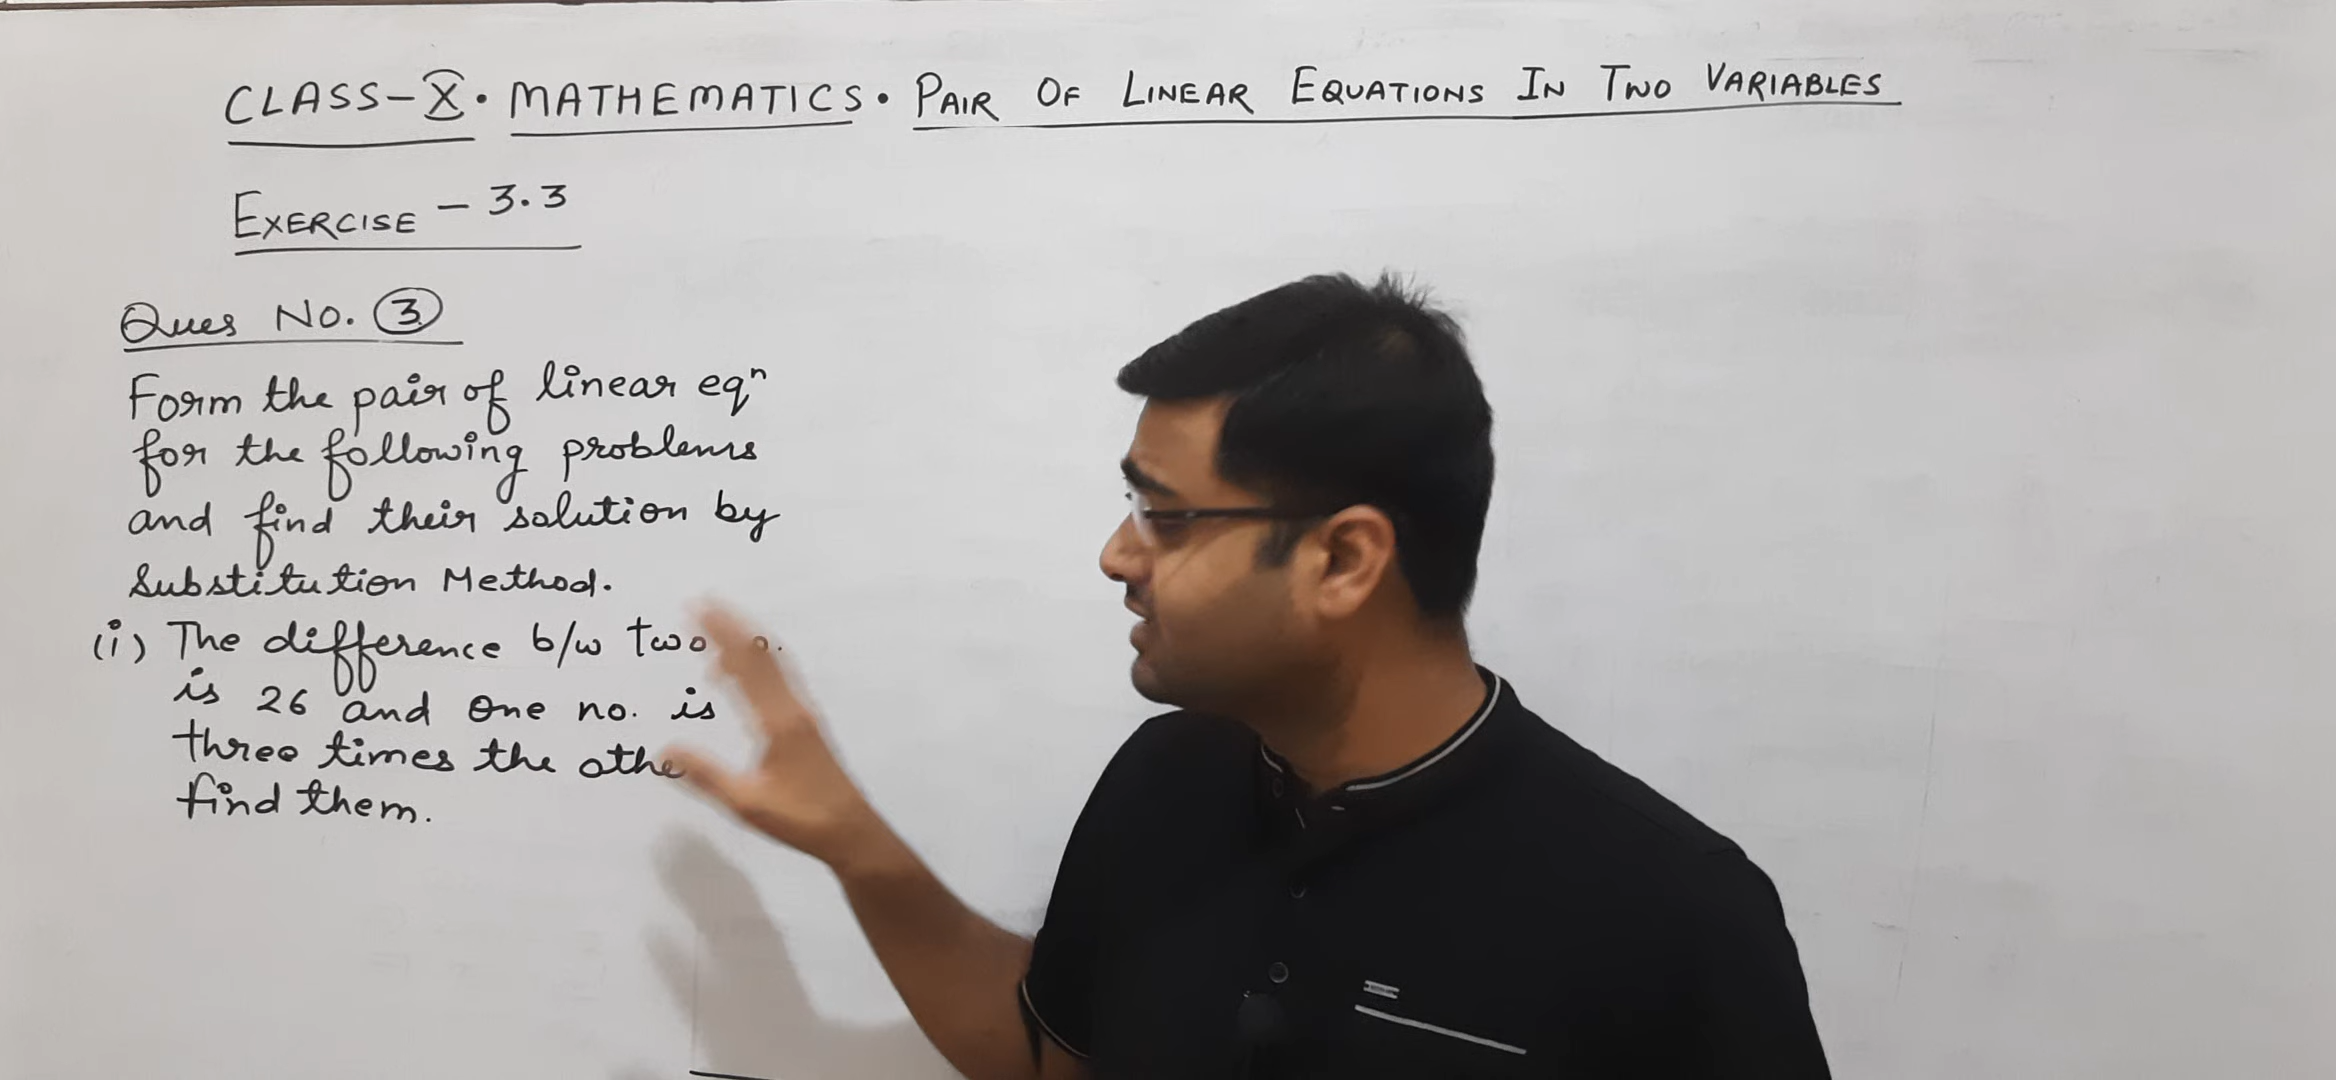 CLASS-X. MATHEMATICS. PAIR OF LINEAR EQUATIONS IN TWO VARIABLES
EXERCISE - 3.3
Ques No. 3
Form the pair of linear eqⁿ
for the following problems
and find their solution by
Substitution Method.
(i) The difference b/w two
is 26 and one no. is
three times the othe
find them.